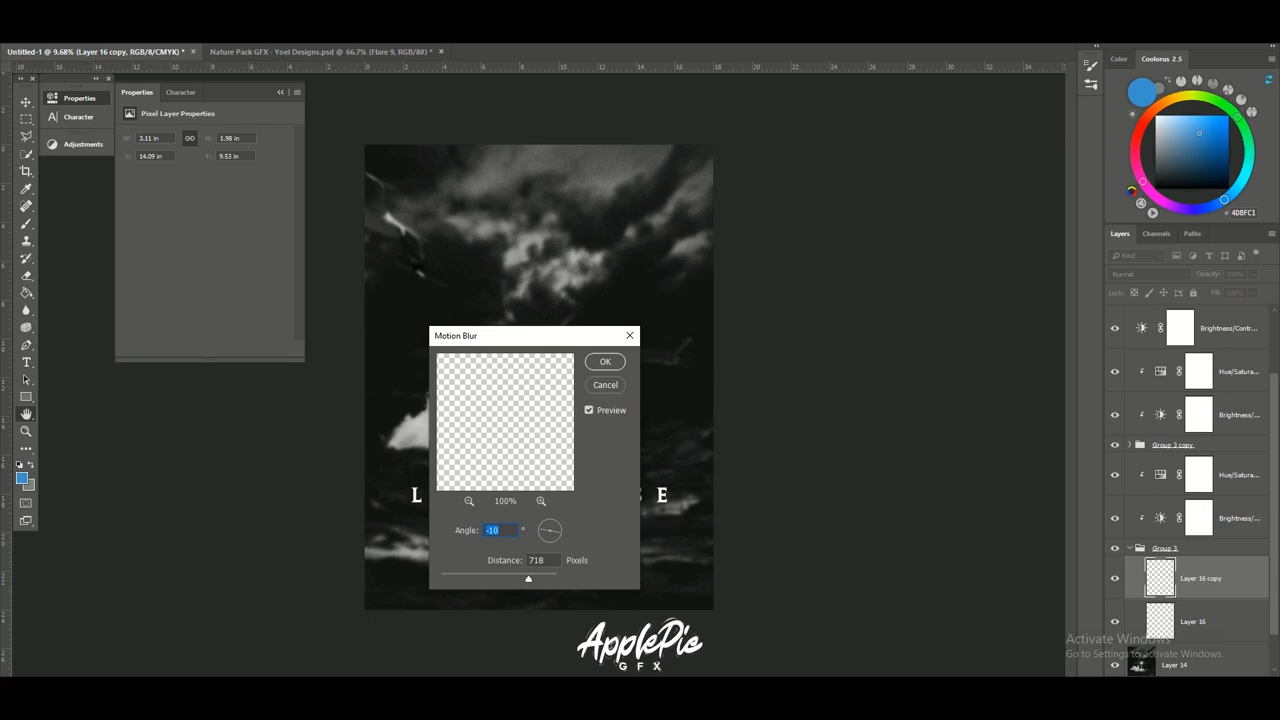 Untitled-1 @ 9.68% (Layer 16 copy, RGB/8/CMYK) * ×
Nature Pack GFX - Yoel Designs.psd @ 66.7% (Flare 9, RGB/8#) * ×
Properties
Character
Adjustments
Properties Character
Pixel Layer Properties
W: 3.11 in GO H: 1.98 in
X: 14.09 in Y: 9.53 in
Motion Blur
OK
Cancel
Preview
100%
Angle: -10 °
Distance: 718 Pixels
L S E
ApplePie
GFX
Color Coolorus 2.5
# 4D8FC1
Layers Channels Paths
Kind
Normal Opacity: 100%
Lock: Fill: 100%
Brightness/Contr...
Hue/Satura...
Brightness/...
Group 3 copy
Hue/Satura...
Brightness/...
Group 3
Layer 16 copy
Layer 16
Activate Windows
Go to Settings to activate Windows.
Layer 14